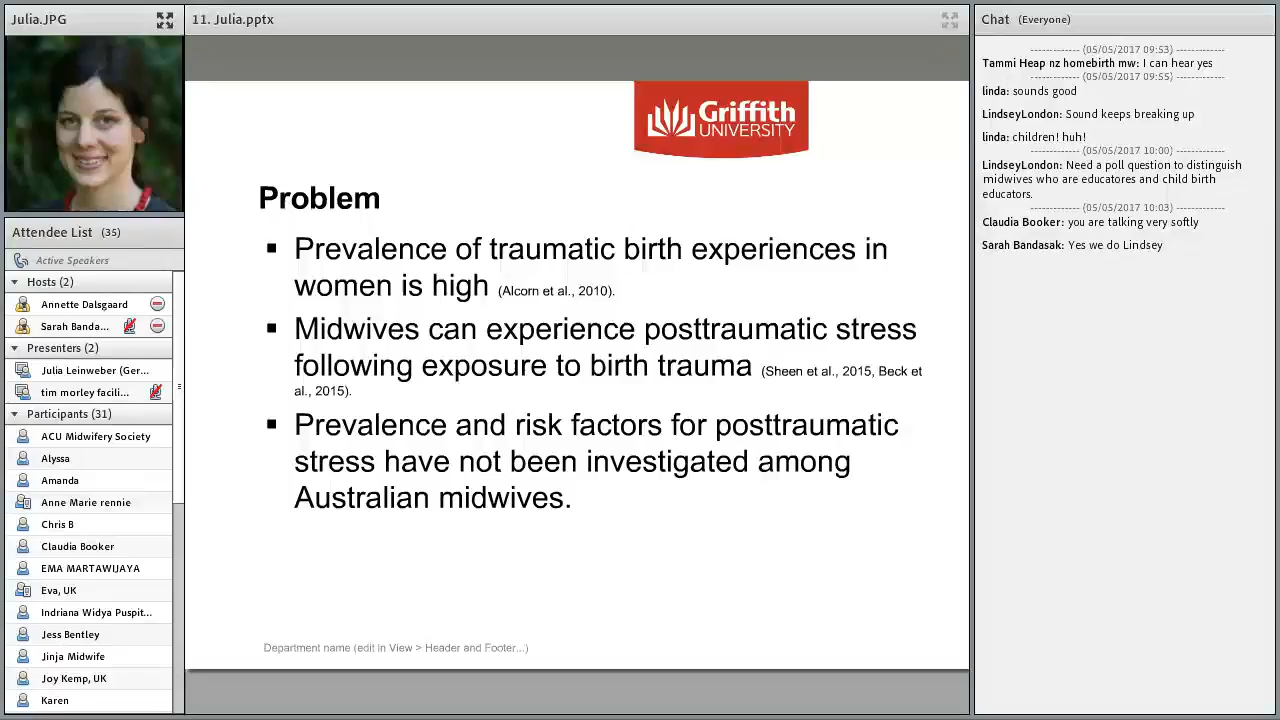 Julia.JPG
Attendee List (35)
Active Speakers
Hosts (2)
Annette Dalsgaard
Sarah Banda...
Presenters (2)
Julia Leinweber (Ger...
tim morley facili...
Participants (31)
ACU Midwifery Society
Alyssa
Amanda
Anne Marie rennie
Chris B
Claudia Booker
EMA MARTAWIJAYA
Eva, UK
Indriana Widya Puspit...
Jess Bentley
Jinja Midwife
Joy Kemp, UK
Karen
11. Julia.pptx
Griffith
UNIVERSITY
Problem
▪ Prevalence of traumatic birth experiences in
women is high (Alcorn et al., 2010).
▪ Midwives can experience posttraumatic stress
following exposure to birth trauma (Sheen et al., 2015, Beck et
al., 2015).
▪ Prevalence and risk factors for posttraumatic
stress have not been investigated among
Australian midwives.
Department name (edit in View > Header and Footer...)
Chat (Everyone)
------------- (05/05/2017 09:53) -------------
Tammi Heap nz homebirth mw: I can hear yes
------------- (05/05/2017 09:55) -------------
linda: sounds good
LindseyLondon: Sound keeps breaking up
linda: children! huh!
------------- (05/05/2017 10:00) -------------
LindseyLondon: Need a poll question to distinguish
midwives who are educatores and child birth
educators.
------------- (05/05/2017 10:03) -------------
Claudia Booker: you are talking very softly
Sarah Bandasak: Yes we do Lindsey